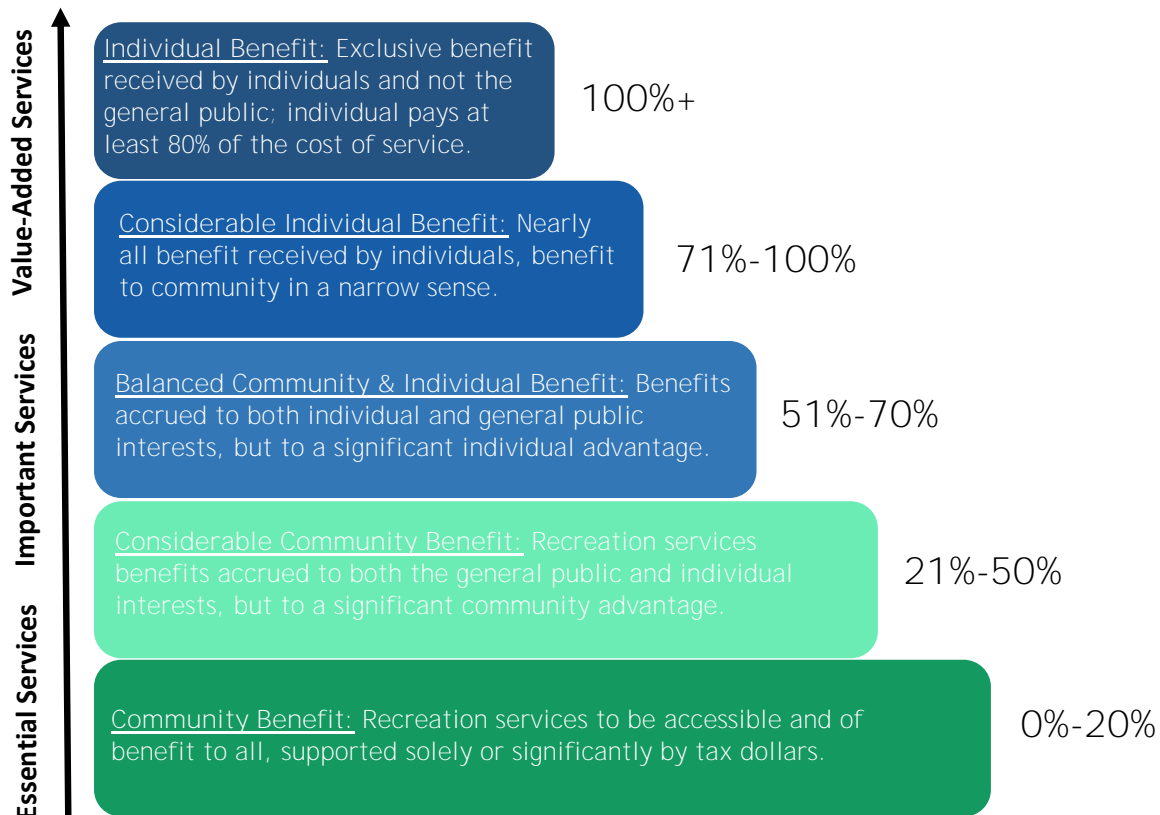 Value-Added Services
Individual Benefit: Exclusive benefit
received by individuals and not the
general public; individual pays at
least 80% of the cost of service.
100%+
Considerable Individual Benefit: Nearly
all benefit received by individuals, benefit
to community in a narrow sense.
71%-100%
Important Services
Balanced Community & Individual Benefit: Benefits
accrued to both individual and general public
interests, but to a significant individual advantage.
51%-70%
Considerable Community Benefit: Recreation services
benefits accrued to both the general public and individual
interests, but to a significant community advantage.
21%-50%
Essential Services
Community Benefit: Recreation services to be accessible and of
benefit to all, supported solely or significantly by tax dollars.
0%-20%